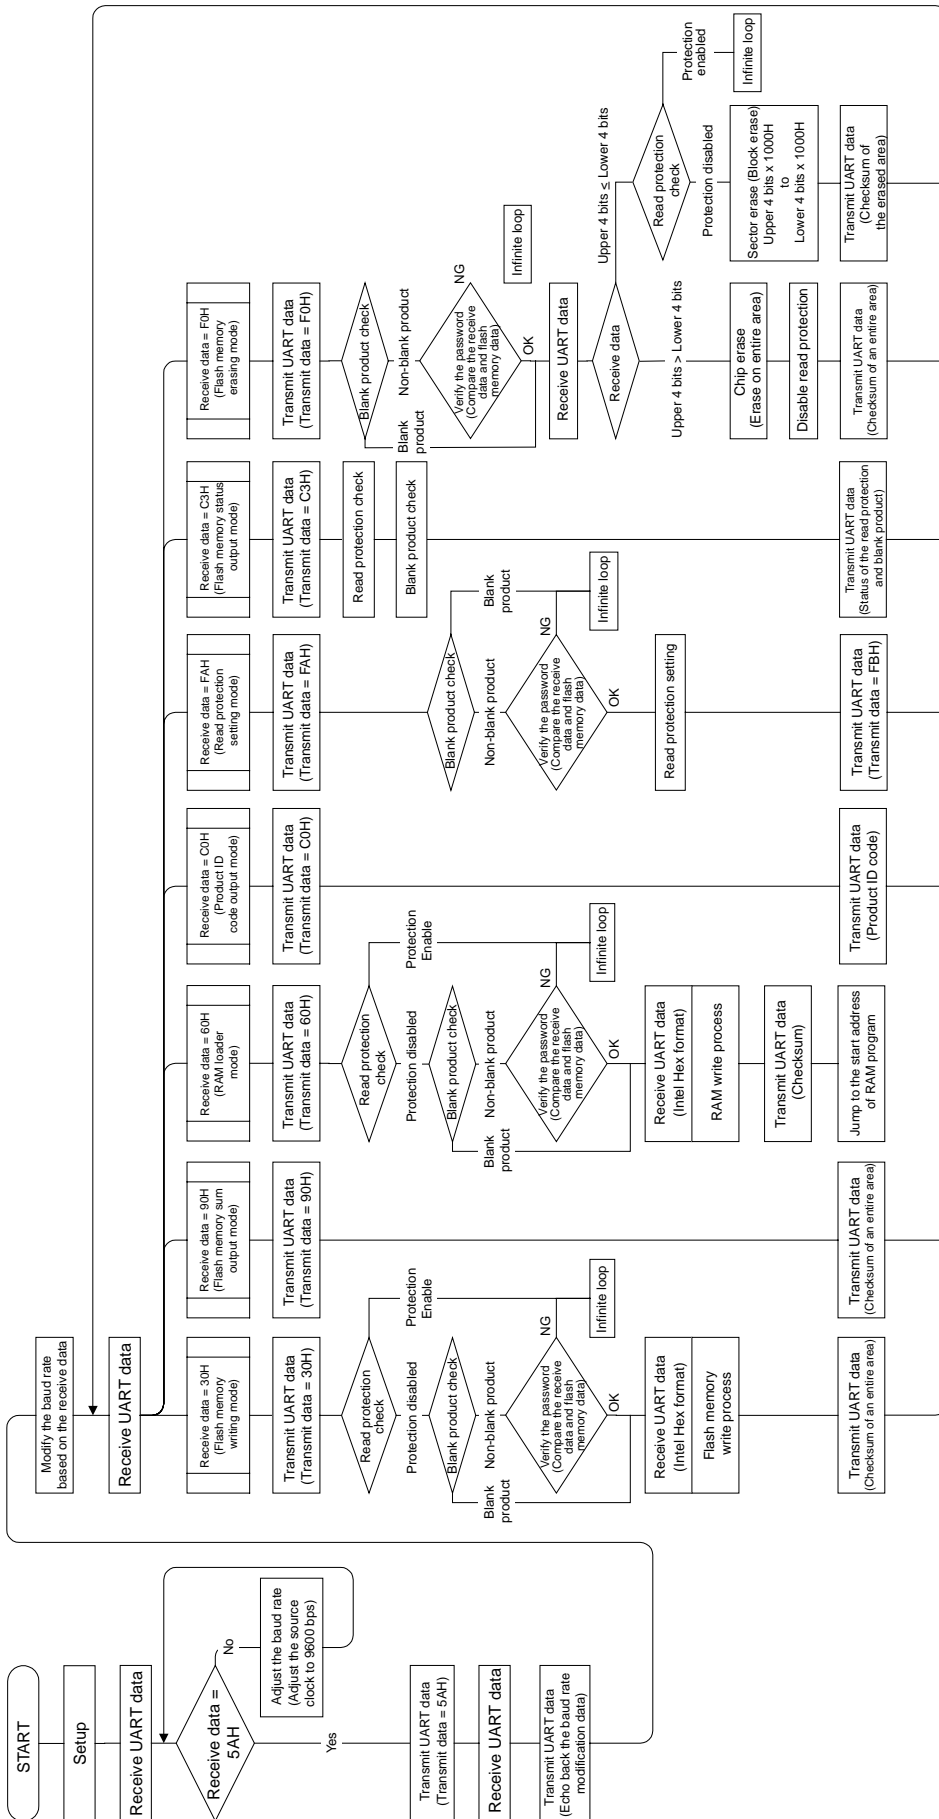 START
Setup
Receive UART data
Receive data =
5AH
No
Adjust the baud rate
(Adjust the source
clock to 9600 bps)
Yes
Transmit UART data
(Transmit data = 5AH)
Receive UART data
Transmit UART data
(Echo back the baud rate
modification data)
Modify the baud rate
based on the receive data
Receive UART data
Receive data = 30H
(Flash memory
writing mode)
Transmit UART data
(Transmit data = 30H)
Read protection
check
Protection
Enable
Protection disabled
Blank product check
Blank
product
Non-blank product
Verify the password
(Compare the receive
data and flash
memory data)
NG
Infinite loop
OK
Receive UART data
(Intel Hex format)
Flash memory
write process
Transmit UART data
(Checksum of an entire area)
Receive data = 90H
(Flash memory sum
output mode)
Transmit UART data
(Transmit data = 90H)
Transmit UART data
(Checksum of an entire area)
Receive data = 60H
(RAM loader
mode)
Transmit UART data
(Transmit data = 60H)
Read protection
check
Protection
Enable
Protection disabled
Blank product check
Blank
product
Non-blank product
Verify the password
(Compare the receive
data and flash
memory data)
NG
Infinite loop
OK
Receive UART data
(Intel Hex format)
RAM write process
Transmit UART data
(Checksum)
Jump to the start address
of RAM program
Receive data = C0H
(Product ID
code output mode)
Transmit UART data
(Transmit data = C0H)
Transmit UART data
(Product ID code)
Receive data = FAH
(Read protection
setting mode)
Transmit UART data
(Transmit data = FAH)
Blank product check
Blank
product
Non-blank product
Verify the password
(Compare the receive
data and flash
memory data)
NG
Infinite loop
OK
Read protection setting
Transmit UART data
(Transmit data = FBH)
Receive data = C3H
(Flash memory status
output mode)
Transmit UART data
(Transmit data = C3H)
Read protection check
Blank product check
Transmit UART data
(Status of the read protection
and blank product)
Receive data = F0H
(Flash memory
erasing mode)
Transmit UART data
(Transmit data = F0H)
Blank product check
Blank
product
Non-blank product
Verify the password
(Compare the receive
data and flash
memory data)
NG
Infinite loop
OK
Receive UART data
Receive data
Upper 4 bits > Lower 4 bits
Chip erase
(Erase on entire area)
Disable read protection
Transmit UART data
(Checksum of an entire area)
Upper 4 bits ≤ Lower 4 bits
Read protection
check
Protection
enabled
Infinite loop
Protection disabled
Sector erase (Block erase)
Upper 4 bits x 1000H
to
Lower 4 bits x 1000H
Transmit UART data
(Checksum of
the erased area)